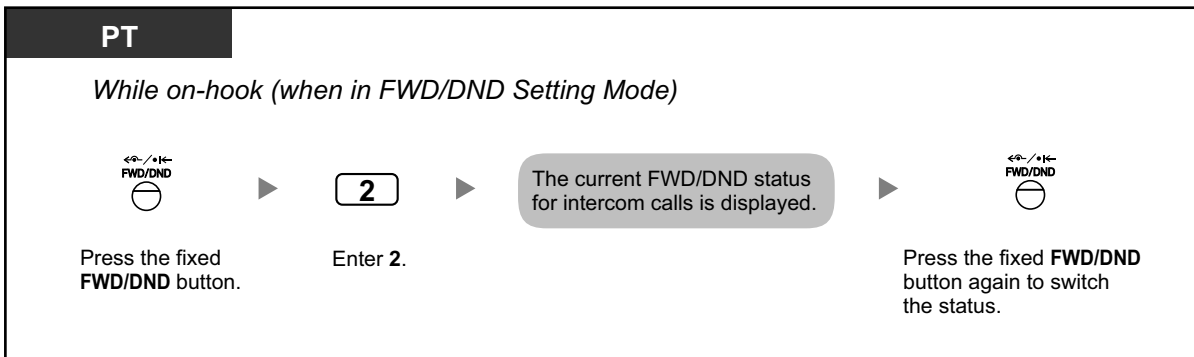 PT
While on-hook (when in FWD/DND Setting Mode)
FWD/DND
2
The current FWD/DND status
for intercom calls is displayed.
FWD/DND
Press the fixed
FWD/DND button.
Enter 2.
Press the fixed FWD/DND
button again to switch
the status.